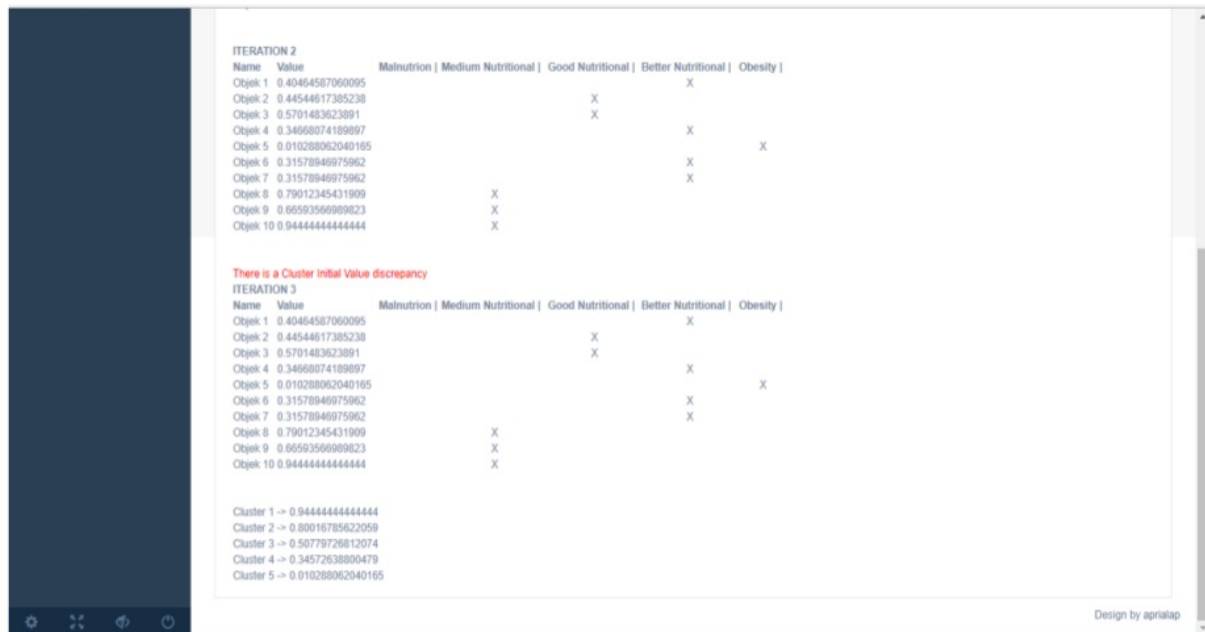 ITERATION 2
Name Value Malnutrion | Medium Nutritional | Good Nutritional | Better Nutritional | Obesity |
Objek 1 0.40464587060095 X
Objek 2 0.44544617385238 X
Objek 3 0.5701483623891 X
Objek 4 0.34668074189897 X
Objek 5 0.010288062040165 X
Objek 6 0.31578946975962 X
Objek 7 0.31578946975962 X
Objek 8 0.79012345431909 X
Objek 9 0.66593566989823 X
Objek 10 0.94444444444444 X
There is a Cluster Initial Value discrepancy
ITERATION 3
Name Value Malnutrion | Medium Nutritional | Good Nutritional | Better Nutritional | Obesity |
Objek 1 0.40464587060095 X
Objek 2 0.44544617385238 X
Objek 3 0.5701483623891 X
Objek 4 0.34668074189897 X
Objek 5 0.010288062040165 X
Objek 6 0.31578946975962 X
Objek 7 0.31578946975962 X
Objek 8 0.79012345431909 X
Objek 9 0.66593566989823 X
Objek 10 0.94444444444444 X
Cluster 1 -> 0.94444444444444
Cluster 2 -> 0.80016785622059
Cluster 3 -> 0.50779726812074
Cluster 4 -> 0.34572638800479
Cluster 5 -> 0.010288062040165
Design by aprialap